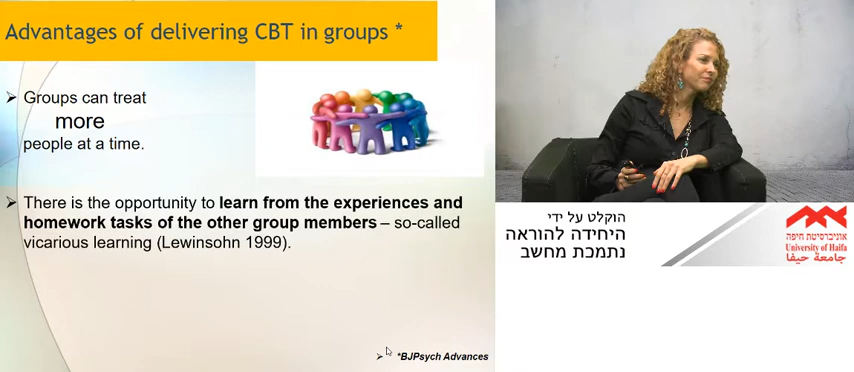 Advantages of delivering CBT in groups *
➢ Groups can treat
more
people at a time.
➢ There is the opportunity to learn from the experiences and
homework tasks of the other group members – so-called
vicarious learning (Lewinsohn 1999).
➢ *BJPsych Advances
הוקלט על ידי
היחידה להוראה
נתמכת מחשב
אוניברסיטת חיפה
University of Haifa
جامعة حيفا